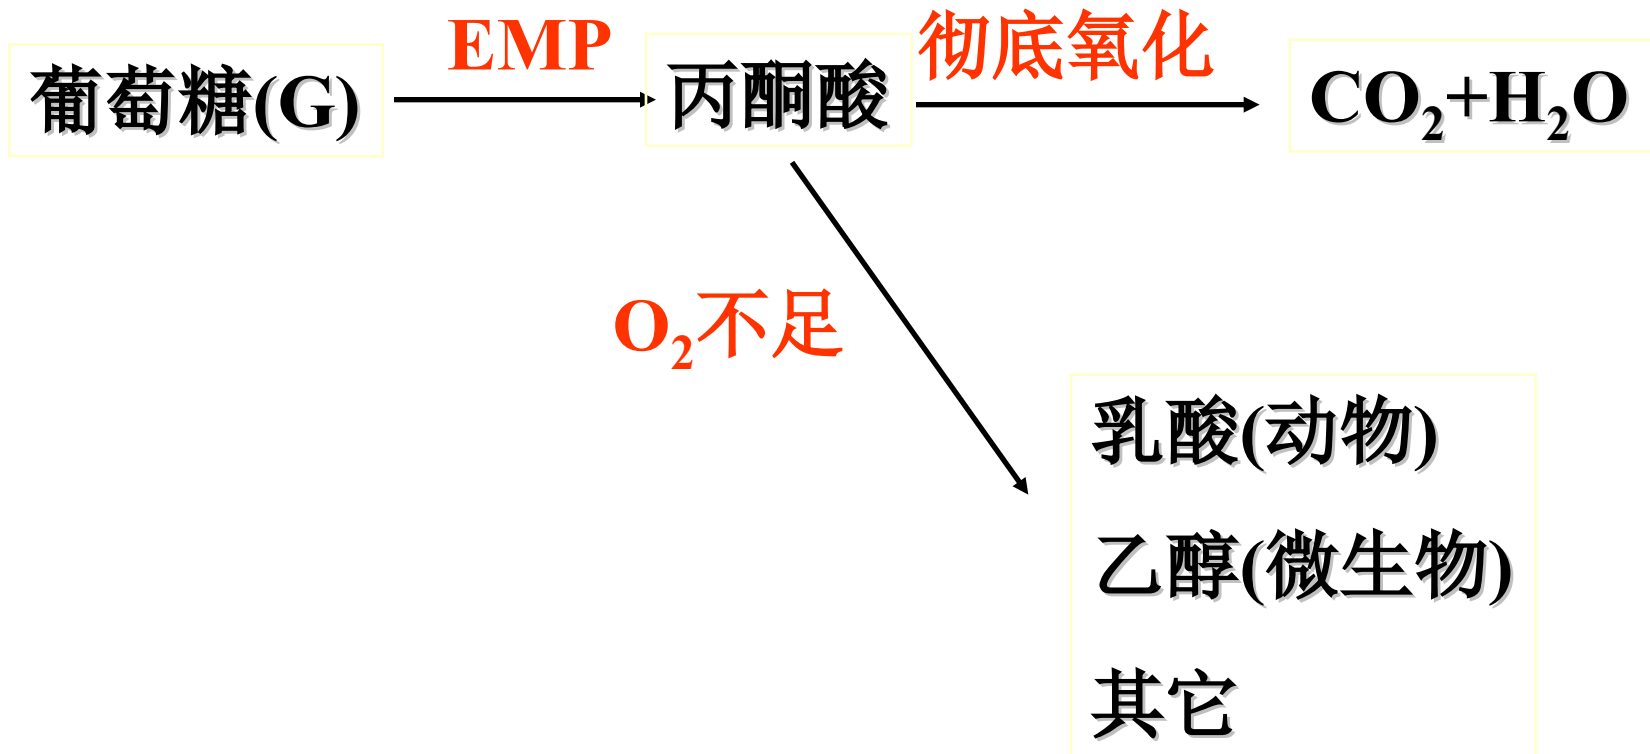 EMP
彻底氧化
葡萄糖(G)
丙酮酸
CO₂+H₂O
O₂不足
乳酸(动物)
乙醇(微生物)
其它